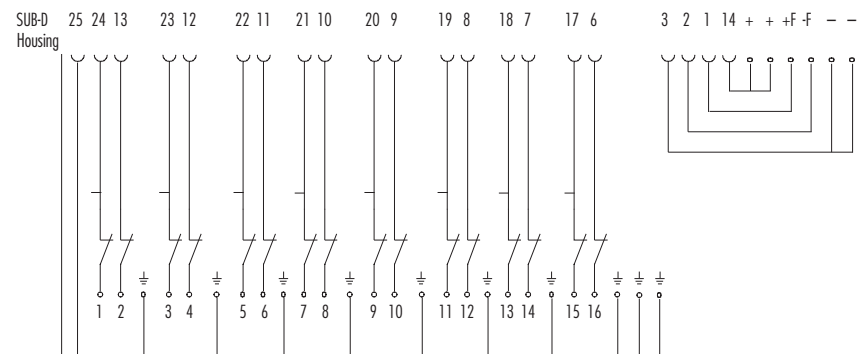 SUB-D 25 24 13 23 12 22 11 21 10 20 9 19 8 18 7 17 6 3 2 1 14 + + +F -F – –
Housing
1 2 3 4 5 6 7 8 9 10 11 12 13 14 15 16